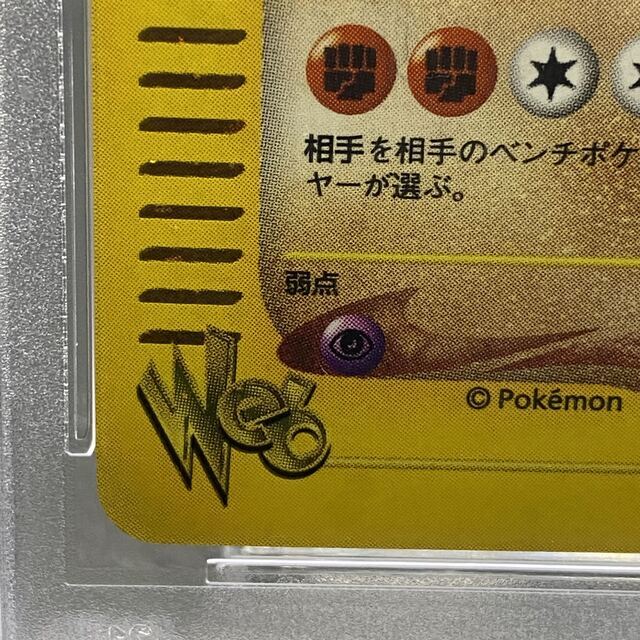 相手を相手のベンチポケ
ヤーが選ぶ。
弱点
© Pokémon
Web